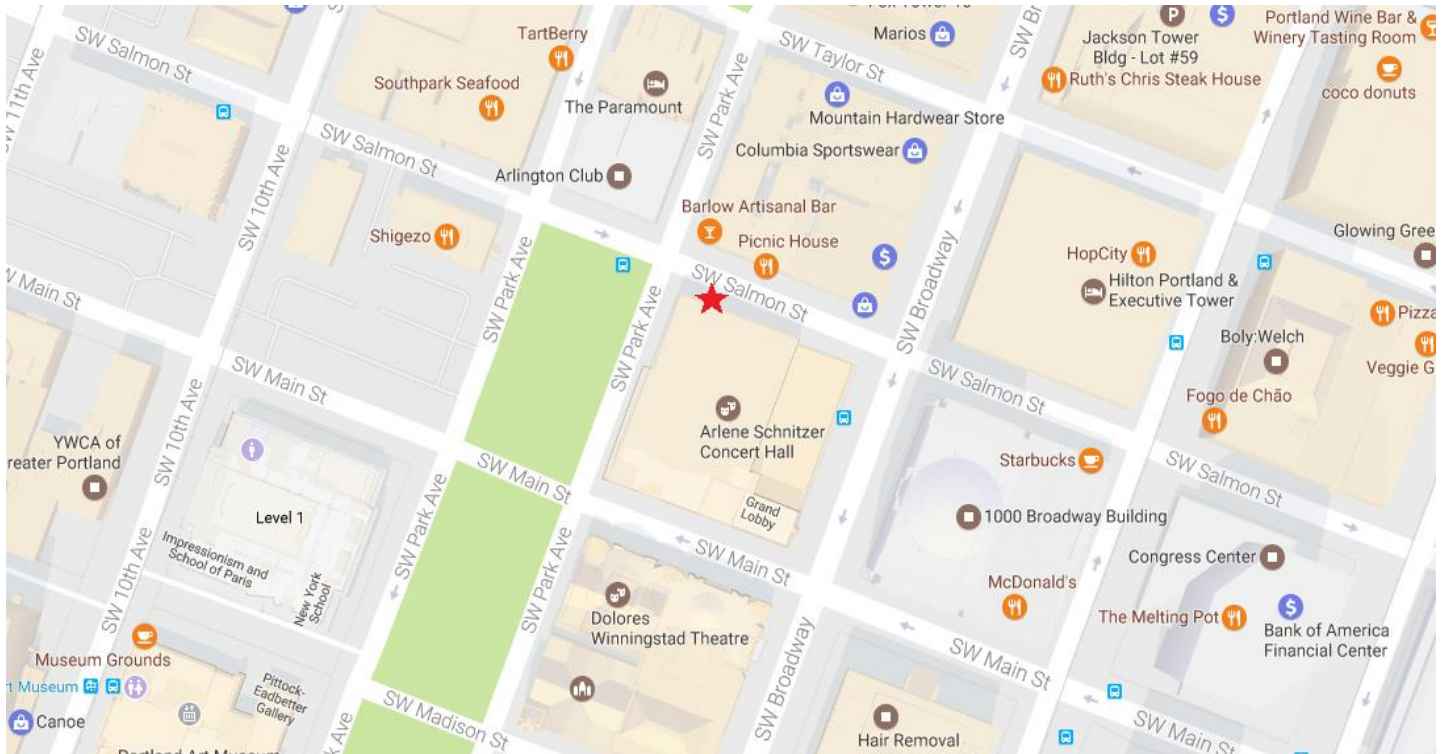 SW Salmon St
SW 11th Ave
TartBerry
Southpark Seafood
The Paramount
SW Park Ave
Marios
SW Taylor St
Jackson Tower
Bldg - Lot #59
Portland Wine Bar &
Winery Tasting Room
Ruth's Chris Steak House
coco donuts
Mountain Hardwear Store
Columbia Sportswear
SW Salmon St
Arlington Club
SW 10th Ave
Shigezo
Barlow Artisanal Bar
Picnic House
SW Park Ave
SW Salmon St
SW Broadway
HopCity
Hilton Portland &
Executive Tower
Glowing Gree
Pizza
Boly:Welch
Veggie G
SW Park Ave
SW Salmon St
Fogo de Chão
Main St
SW Main St
SW 10th Ave
YWCA of
reater Portland
Level 1
Impressionism and
School of Paris
New York
School
Arlene Schnitzer
Concert Hall
Grand
Lobby
SW Main St
Starbucks
SW Salmon St
1000 Broadway Building
Congress Center
SW Park Ave
SW Park Ave
SW Main St
Dolores
Winningstad Theatre
McDonald's
The Melting Pot
Bank of America
Financial Center
SW 10th Ave
Museum Grounds
rt Museum
Canoe
Pittock-
Eadbetter
Gallery
SW Madison St
SW Broadway
SW Main St
SW Main St
Hair Removal
Portland Art Museum